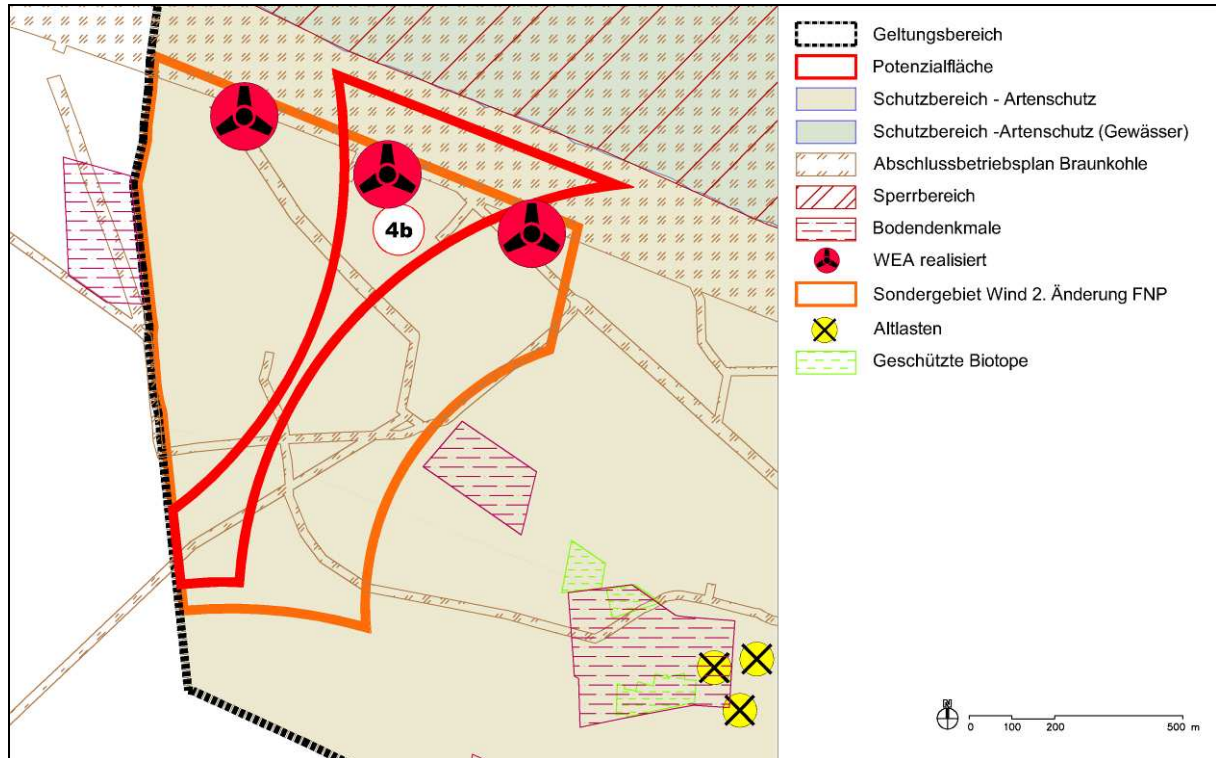 4b
Geltungsbereich
Potenzialfläche
Schutzbereich - Artenschutz
Schutzbereich -Artenschutz (Gewässer)
Abschlussbetriebsplan Braunkohle
Sperrbereich
Bodendenkmale
WEA realisiert
Sondergebiet Wind 2. Änderung FNP
Altlasten
Geschützte Biotope
N
0 100 200 500 m